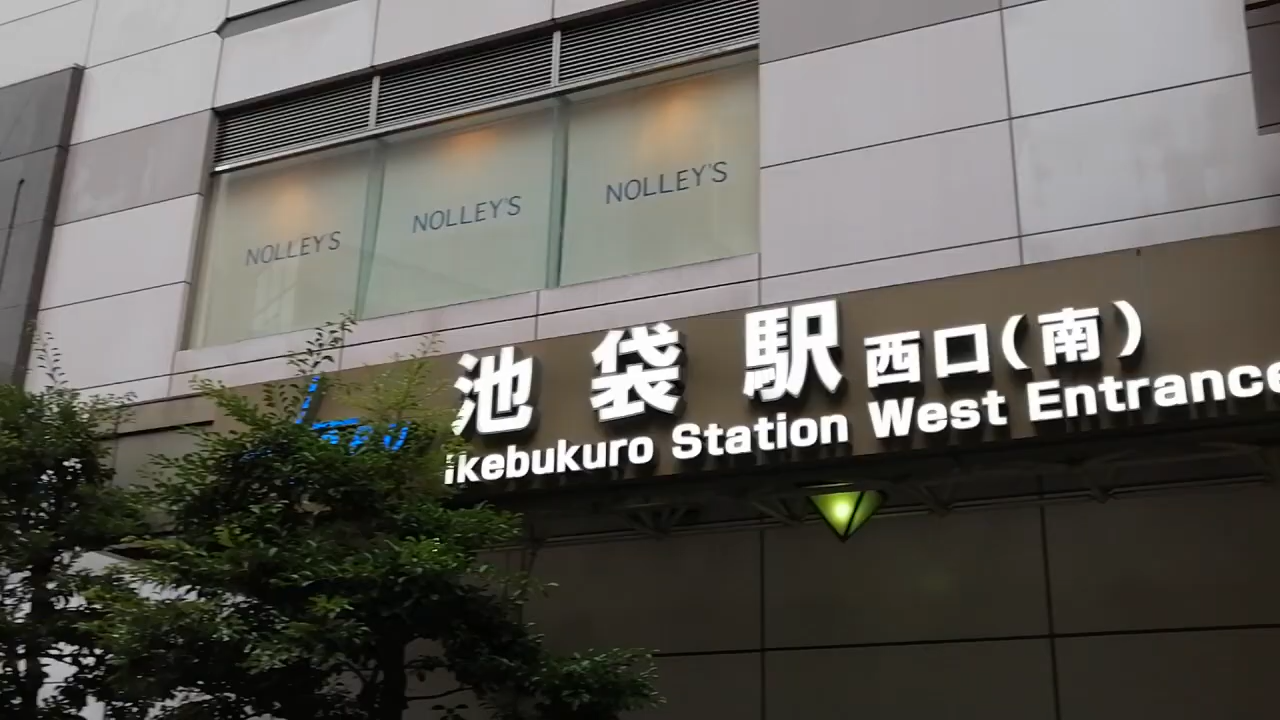 NOLLEY'S NOLLEY'S NOLLEY'S
池袋駅西口(南)
Ikebukuro Station West Entrance